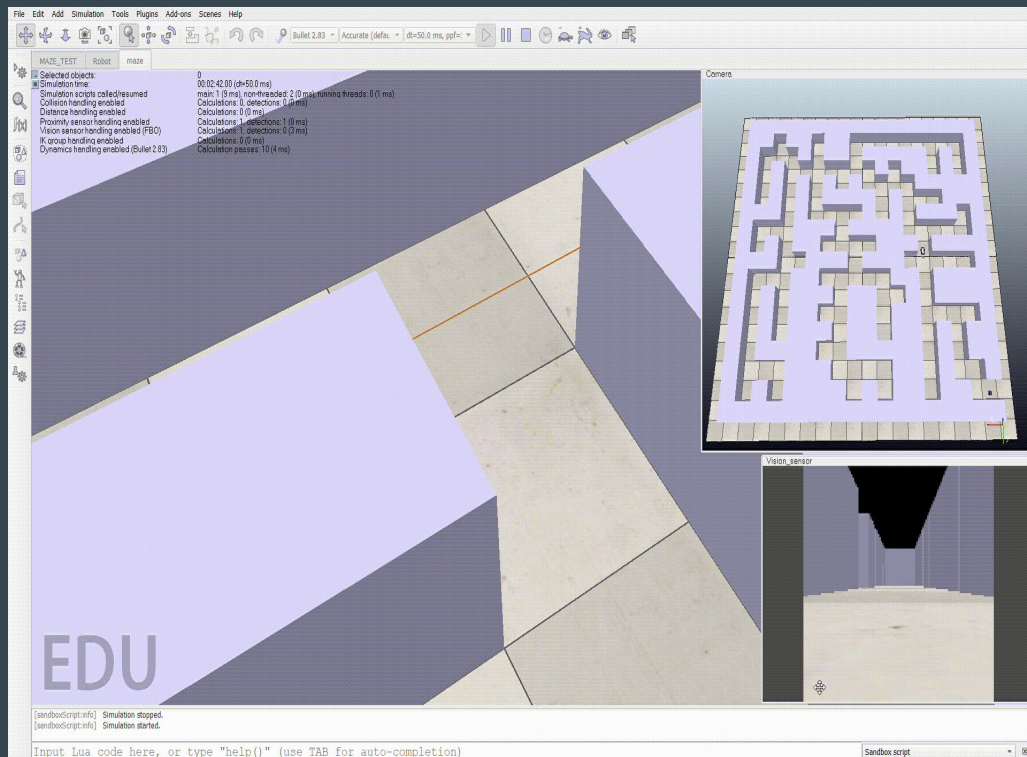 File Edit Add Simulation Tools Plugins Add-ons Scenes Help
Bullet 2.83 Accurate (defau. dt=50.0 ms, ppf=:
MAZE_TEST Robot maze
Selected objects: 0
Simulation time: 00:02:42.00 (dt=50.0 ms)
Simulation scripts called/resumed main: 1 (9 ms), non-threaded: 2 (0 ms), running threads: 0 (1 ms)
Collision handling enabled Calculations: 0, detections: 0 (0 ms)
Distance handling enabled Calculations: 0 (0 ms)
Proximity sensor handling enabled Calculations: 1, detections: 1 (0 ms)
Vision sensor handling enabled (FBO) Calculations: 1, detections: 0 (3 ms)
IK group handling enabled Calculations: 0 (0 ms)
Dynamics handling enabled (Bullet 2.83) Calculation passes: 10 (4 ms)
Camera
Vision_sensor
EDU
[sandboxScript:info] Simulation stopped.
[sandboxScript:info] Simulation started.
Input Lua code here, or type "help()" (use TAB for auto-completion)
Sandbox script